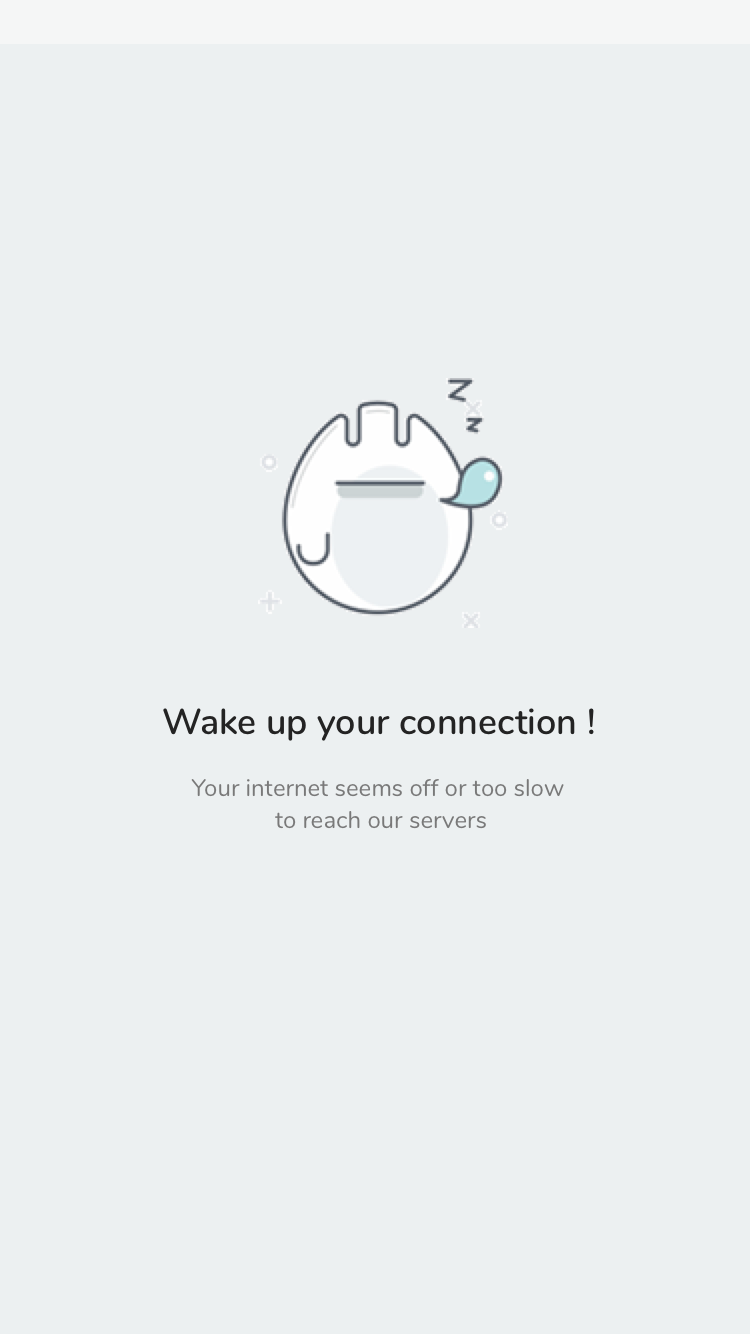 Z
z
Wake up your connection !
Your internet seems off or too slow
to reach our servers